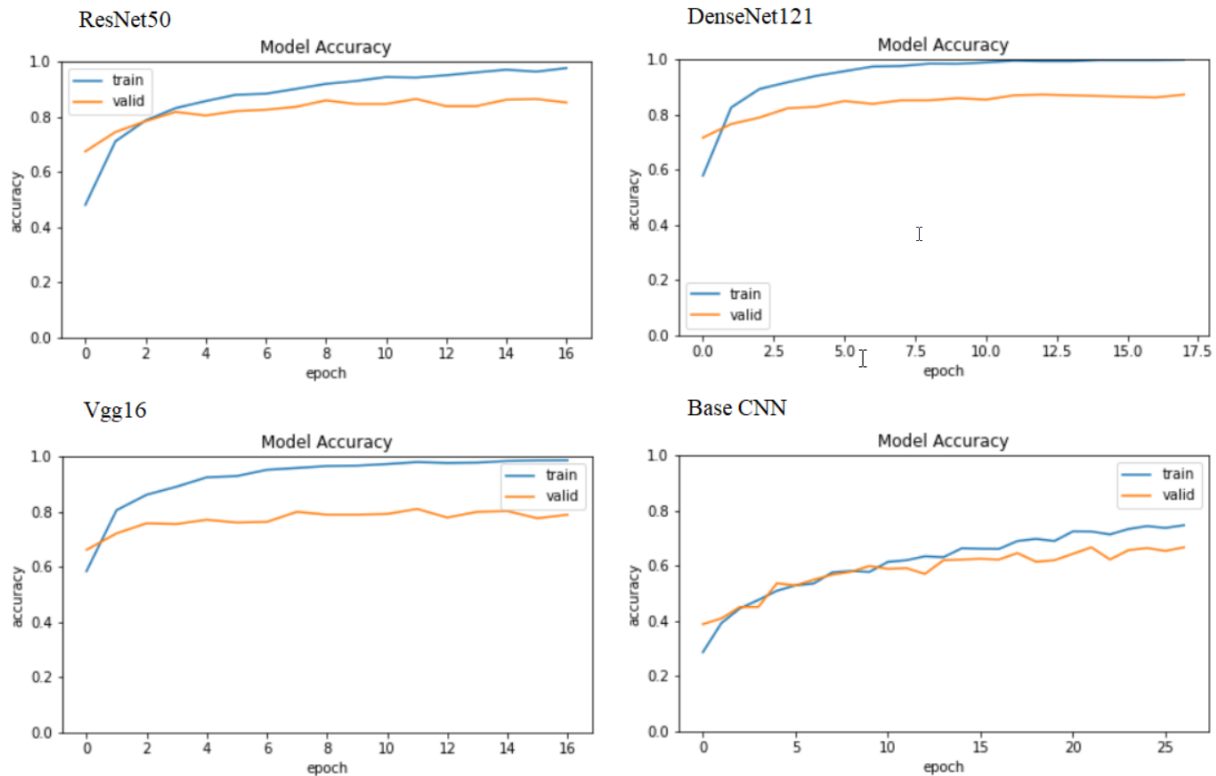 ResNet50
Model Accuracy
train
valid
accuracy
1.0
0.8
0.6
0.4
0.2
0.0
0 2 4 6 8 10 12 14 16
epoch
DenseNet121
Model Accuracy
accuracy
1.0
0.8
0.6
0.4
0.2
0.0
train
valid
0.0 2.5 5.0 7.5 10.0 12.5 15.0 17.5
epoch
Vgg16
Model Accuracy
train
valid
accuracy
1.0
0.8
0.6
0.4
0.2
0.0
0 2 4 6 8 10 12 14 16
epoch
Base CNN
Model Accuracy
train
valid
accuracy
1.0
0.8
0.6
0.4
0.2
0.0
0 5 10 15 20 25
epoch